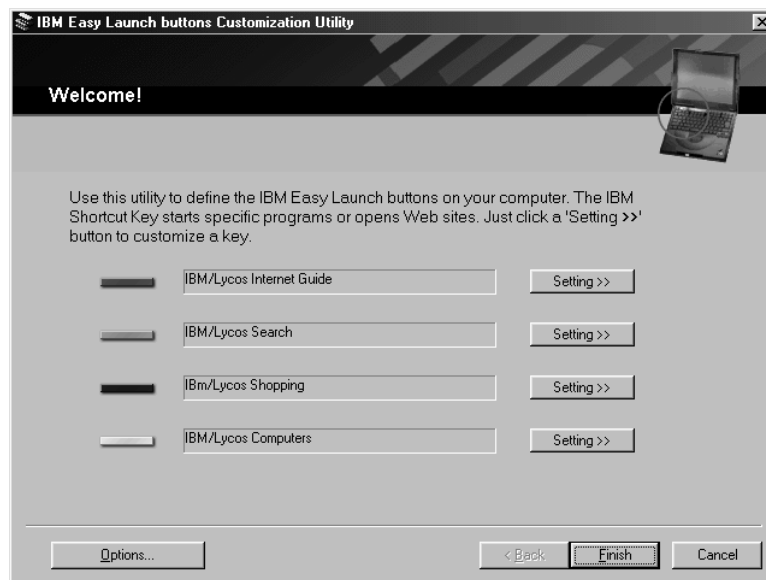 IBM Easy Launch buttons Customization Utility
Welcome!
Use this utility to define the IBM Easy Launch buttons on your computer. The IBM
Shortcut Key starts specific programs or opens Web sites. Just click a 'Setting >>'
button to customize a key.
IBM/Lycos Internet Guide Setting >>
IBM/Lycos Search Setting >>
IBm/Lycos Shopping Setting >>
IBM/Lycos Computers Setting >>
Options... < Back Finish Cancel